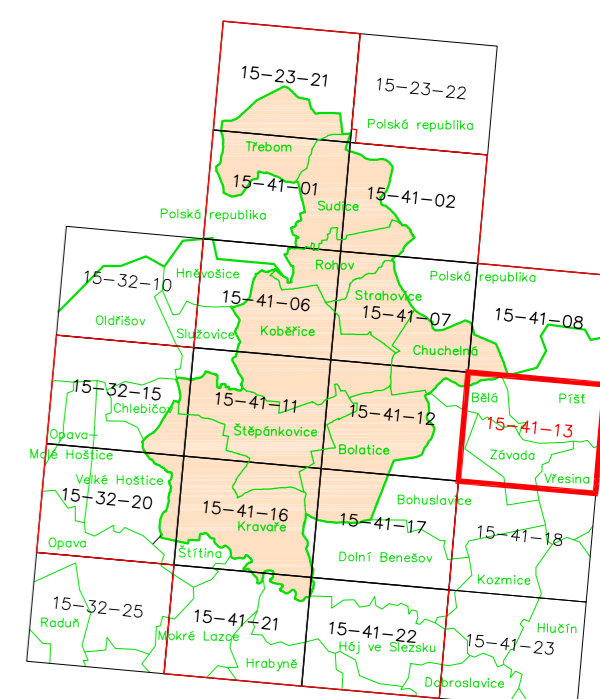 15-23-21
15-23-22
Polská republika
Třebom
15-41-01
15-41-02
Sudice
Polská republika
Hněvošice
Rohov
Polská republika
15-32-10
Strahovice
15-41-06
15-41-07
15-41-08
Oldřišov
Služovice
Kobeřice
Chuchelná
15-32-15
Bělá
Píšť
Chlebičov
15-41-11
15-41-12
15-41-13
Opava-
Štěpánkovice
Malé Hoštice
Bolatice
Závada
Velké Hoštice
Vřesina
15-32-20
15-41-16
Bohuslavice
Kravaře
15-41-17
15-41-18
Opava
Štítina
Dolní Benešov
Kozmice
15-32-25
Raduň
15-41-21
15-41-22
Hlučín
Mokré Lazce
Háj ve Slezsku
15-41-23
Hrabyně
Dobroslavice